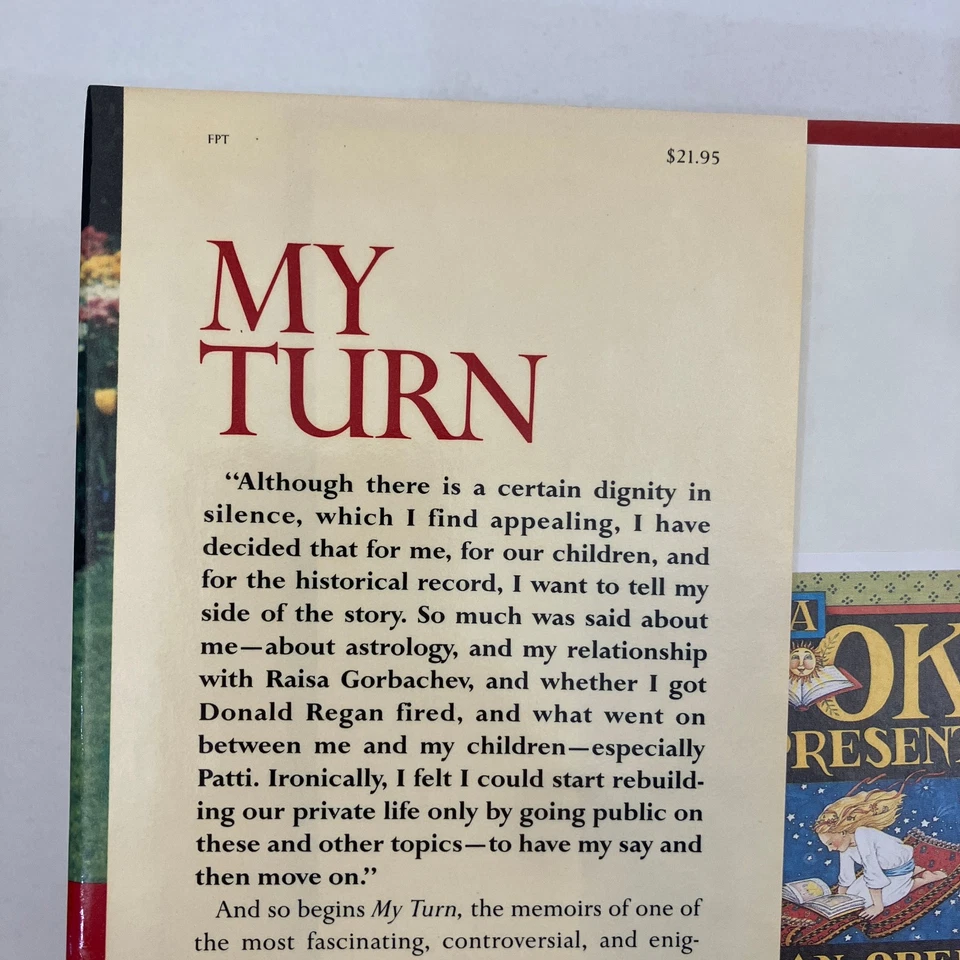 FPT
$21.95
MY
TURN
“Although there is a certain dignity in
silence, which I find appealing, I have
decided that for me, for our children, and
for the historical record, I want to tell my
side of the story. So much was said about
me—about astrology, and my relationship
with Raisa Gorbachev, and whether I got
Donald Regan fired, and what went on
between me and my children—especially
Patti. Ironically, I felt I could start rebuild-
ing our private life only by going public on
these and other topics—to have my say and
then move on.”
And so begins My Turn, the memoirs of one of
the most fascinating, controversial, and enig-
A
OK
PRESENT